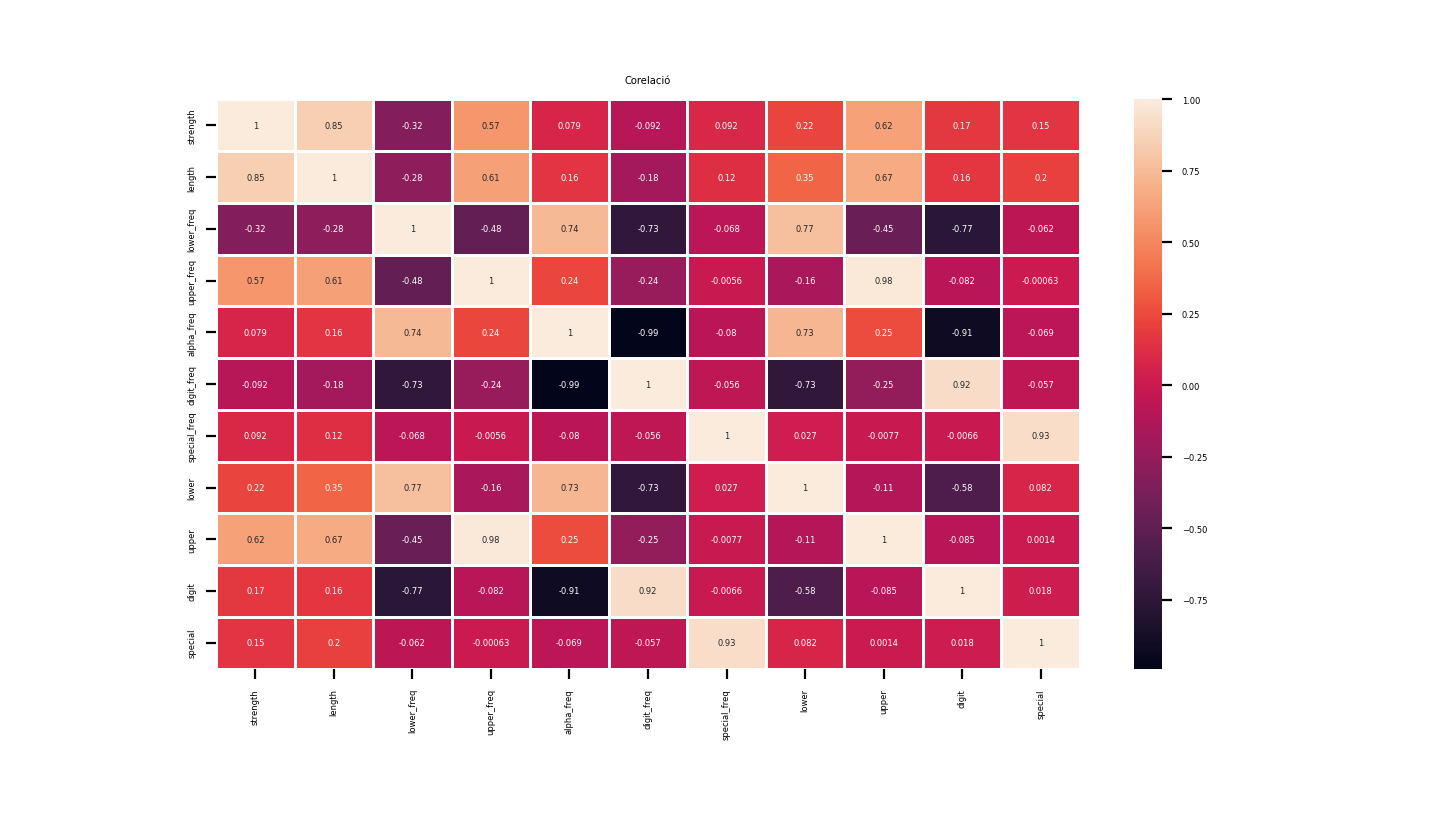 Corelació
strength 1 0.85 -0.32 0.57 0.079 -0.092 0.092 0.22 0.62 0.17 0.15
length 0.85 1 -0.28 0.61 0.16 -0.18 0.12 0.35 0.67 0.16 0.2
lower_freq -0.32 -0.28 1 -0.48 0.74 -0.73 -0.068 0.77 -0.45 -0.77 -0.062
upper_freq 0.57 0.61 -0.48 1 0.24 -0.24 -0.0056 -0.16 0.98 -0.082 -0.00063
alpha_freq 0.079 0.16 0.74 0.24 1 -0.99 -0.08 0.73 0.25 -0.91 -0.069
digit_freq -0.092 -0.18 -0.73 -0.24 -0.99 1 -0.056 -0.73 -0.25 0.92 -0.057
special_freq 0.092 0.12 -0.068 -0.0056 -0.08 -0.056 1 0.027 -0.0077 -0.0066 0.93
lower 0.22 0.35 0.77 -0.16 0.73 -0.73 0.027 1 -0.11 -0.58 0.082
upper 0.62 0.67 -0.45 0.98 0.25 -0.25 -0.0077 -0.11 1 -0.085 0.0014
digit 0.17 0.16 -0.77 -0.082 -0.91 0.92 -0.0066 -0.58 -0.085 1 0.018
special 0.15 0.2 -0.062 -0.00063 -0.069 -0.057 0.93 0.082 0.0014 0.018 1
strength length lower_freq upper_freq alpha_freq digit_freq special_freq lower upper digit special
1.00
0.75
0.50
0.25
0.00
−0.25
−0.50
−0.75